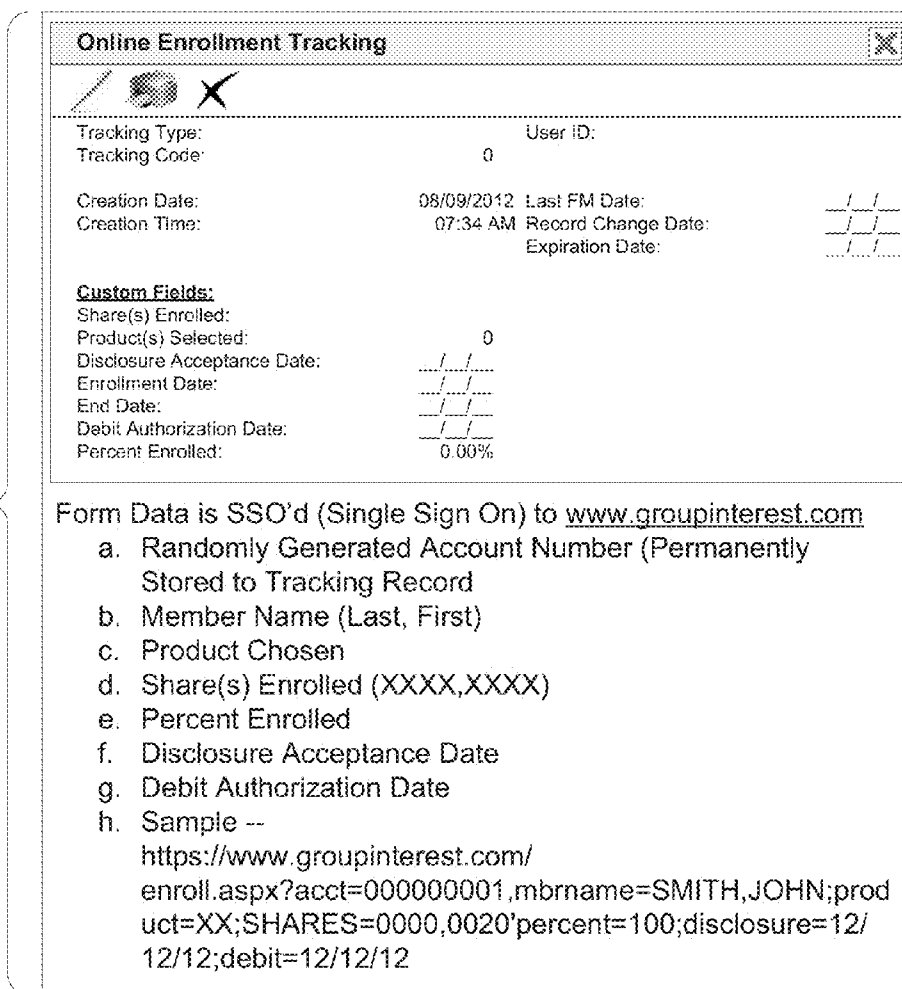 Online Enrollment Tracking
Tracking Type: User ID:
Tracking Code: 0
Creation Date: 08/09/2012 Last FM Date: __/__/__
Creation Time: 07:34 AM Record Change Date: __/__/__
Expiration Date: __/__/__
Custom Fields:
Share(s) Enrolled:
Product(s) Selected: 0
Disclosure Acceptance Date: __/__/__
Enrollment Date: __/__/__
End Date: __/__/__
Debit Authorization Date: __/__/__
Percent Enrolled: 0.00%
Form Data is SSO'd (Single Sign On) to www.groupinterest.com
a. Randomly Generated Account Number (Permanently
Stored to Tracking Record
b. Member Name (Last, First)
c. Product Chosen
d. Share(s) Enrolled (XXXX,XXXX)
e. Percent Enrolled
f. Disclosure Acceptance Date
g. Debit Authorization Date
h. Sample --
https://www.groupinterest.com/
enroll.aspx?acct=000000001,mbrname=SMITH,JOHN;prod
uct=XX;SHARES=0000,0020'percent=100;disclosure=12/
12/12;debit=12/12/12